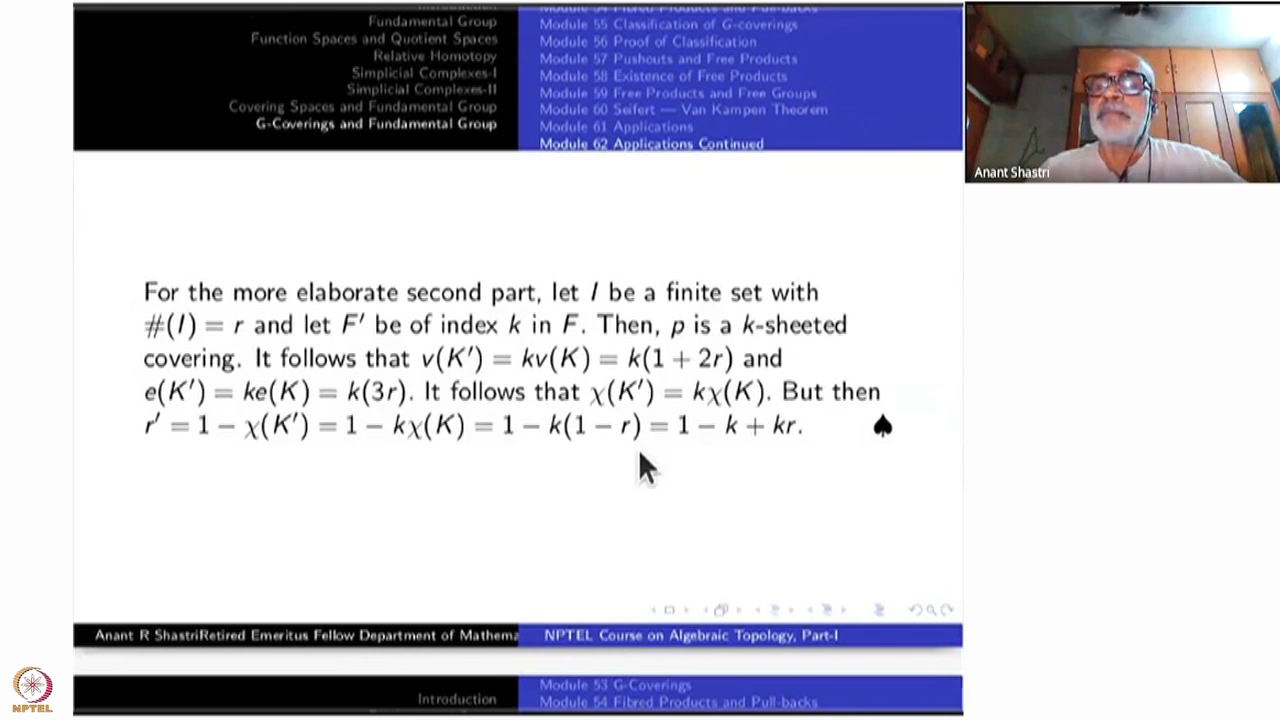 Fundamental Group
Function Spaces and Quotient Spaces
Relative Homotopy
Simplicial Complexes-I
Simplicial Complexes-II
Covering Spaces and Fundamental Group
G-Coverings and Fundamental Group
Module 54 Fibred Products and Pull-backs
Module 55 Classification of G-coverings
Module 56 Proof of Classification
Module 57 Pushouts and Free Products
Module 58 Existence of Free Products
Module 59 Free Products and Free Groups
Module 60 Seifert — Van Kampen Theorem
Module 61 Applications
Module 62 Applications Continued
Anant Shastri
For the more elaborate second part, let I be a finite set with
#(I) = r and let F′ be of index k in F. Then, p is a k-sheeted
covering. It follows that v(K′) = kv(K) = k(1 + 2r) and
e(K′) = ke(K) = k(3r). It follows that χ(K′) = kχ(K). But then
r′ = 1 − χ(K′) = 1 − kχ(K) = 1 − k(1 − r) = 1 − k + kr. ♠
Anant R ShastriRetired Emeritus Fellow Department of Mathema
NPTEL Course on Algebraic Topology, Part-I
Introduction
Module 53 G-Coverings
Module 54 Fibred Products and Pull-backs
NPTEL